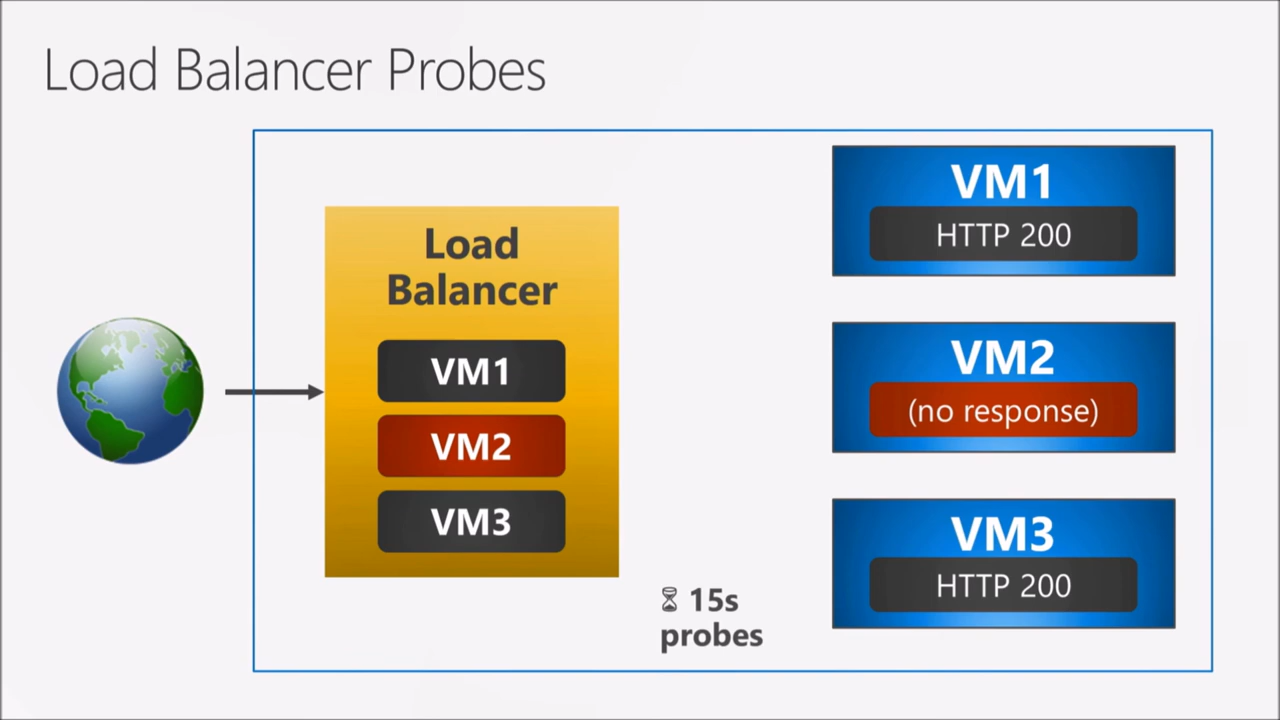 Load Balancer Probes
Load
Balancer
VM1
VM2
VM3
⌛ 15s
probes
VM1
HTTP 200
VM2
(no response)
VM3
HTTP 200